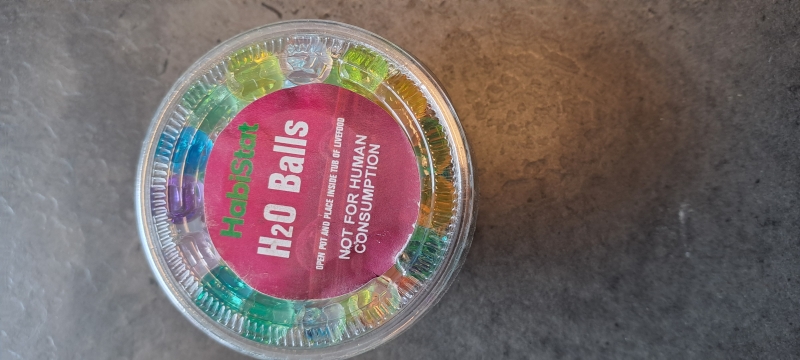 HabiStat
H2O Balls
OPEN POT AND PLACE INSIDE TUB OF LIVEFOOD
NOT FOR HUMAN
CONSUMPTION